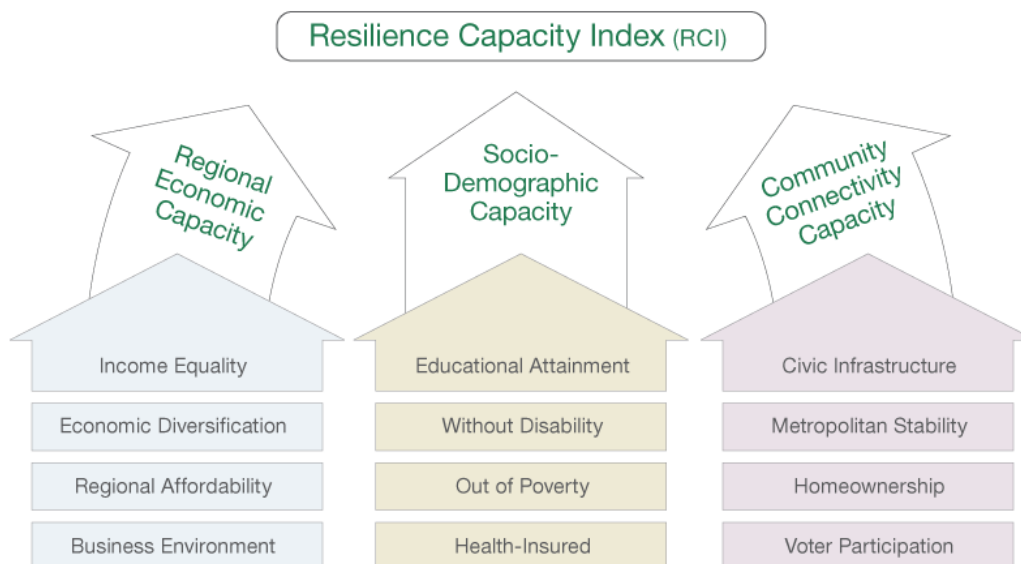 Resilience Capacity Index (RCI)
Regional
Economic
Capacity
Socio-
Demographic
Capacity
Community
Connectivity
Capacity
Income Equality
Economic Diversification
Regional Affordability
Business Environment
Educational Attainment
Without Disability
Out of Poverty
Health-Insured
Civic Infrastructure
Metropolitan Stability
Homeownership
Voter Participation